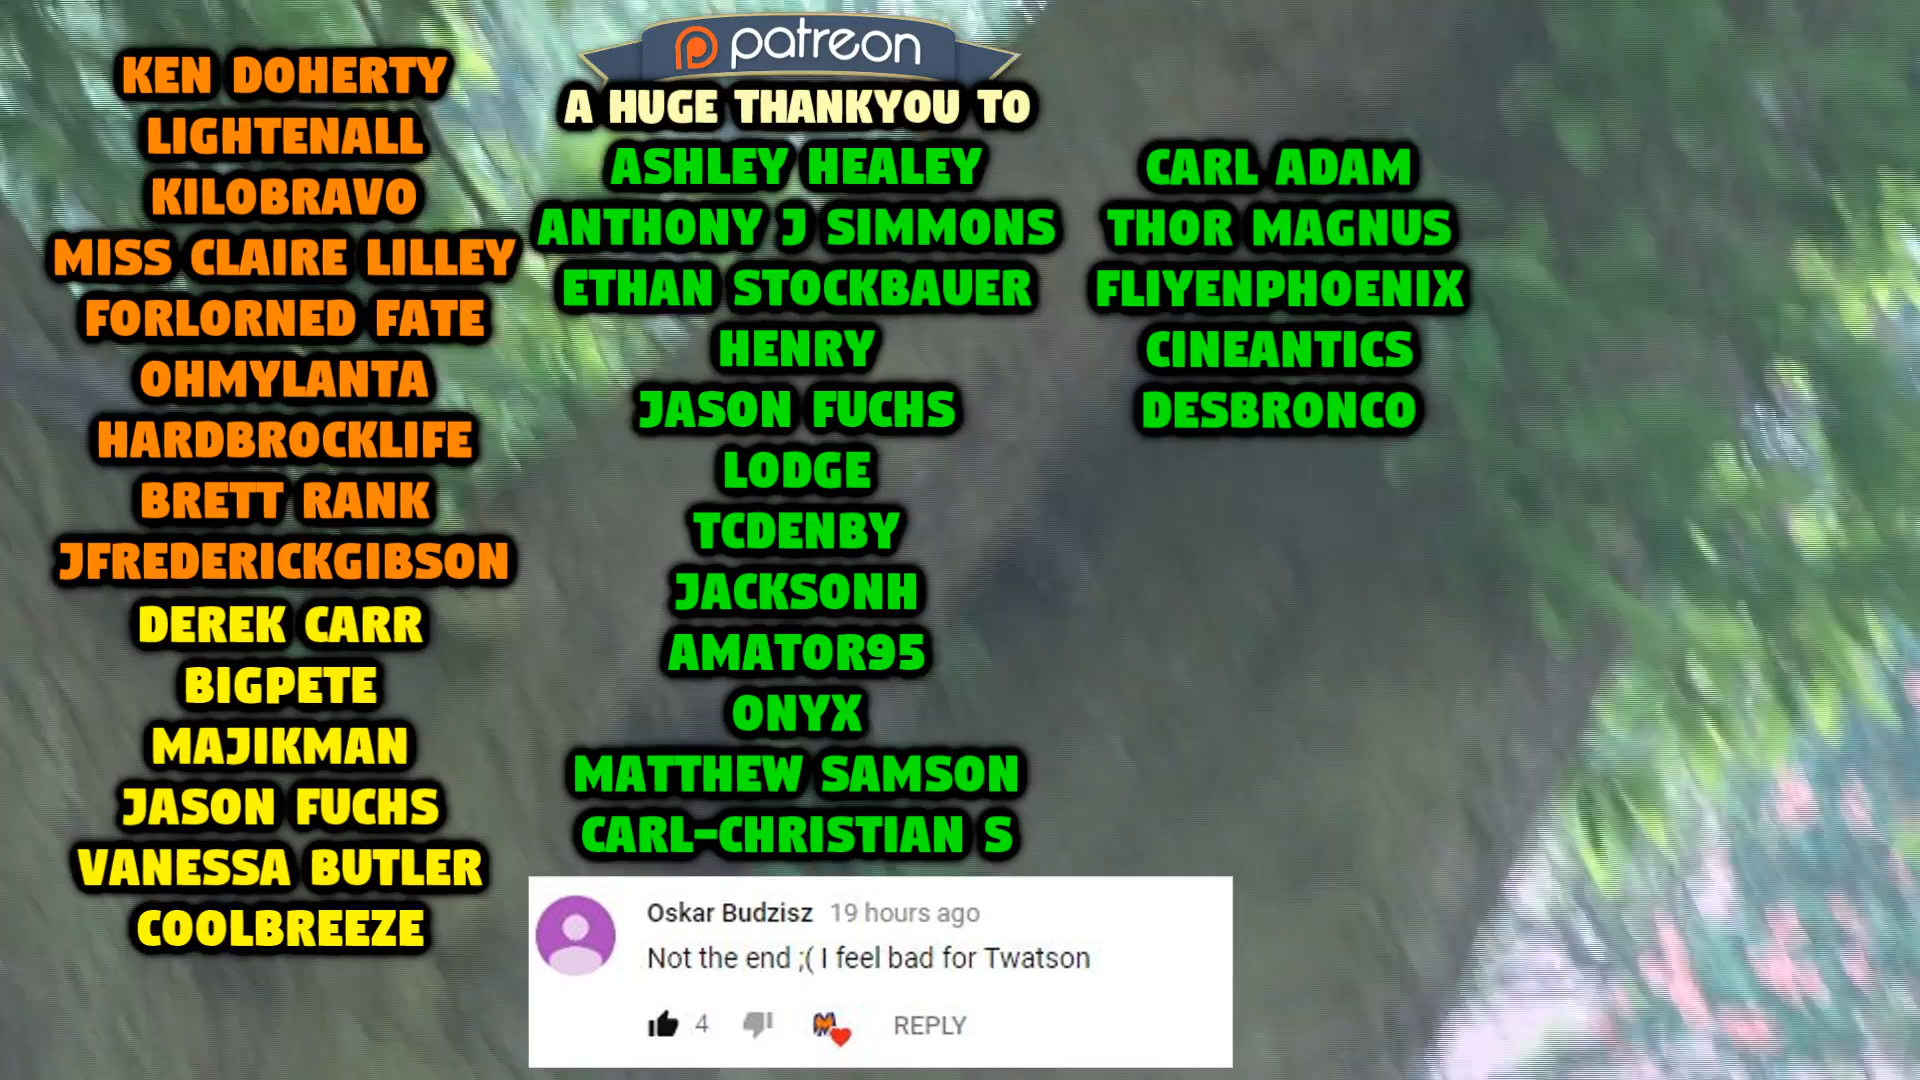 KEN DOHERTY
LIGHTENALL
KILOBRAVO
MISS CLAIRE LILLEY
FORLORNED FATE
OHMYLANTA
HARDBROCKLIFE
BRETT RANK
JFREDERICKGIBSON
DEREK CARR
BIGPETE
MAJIKMAN
JASON FUCHS
VANESSA BUTLER
COOLBREEZE
patreon
A HUGE THANKYOU TO
ASHLEY HEALEY
ANTHONY J SIMMONS
ETHAN STOCKBAUER
HENRY
JASON FUCHS
LODGE
TCDENBY
JACKSONH
AMATOR95
ONYX
MATTHEW SAMSON
CARL-CHRISTIAN S
CARL ADAM
THOR MAGNUS
FLIYENPHOENIX
CINEANTICS
DESBRONCO
Oskar Budzisz 19 hours ago
Not the end ;( I feel bad for Twatson
4 REPLY